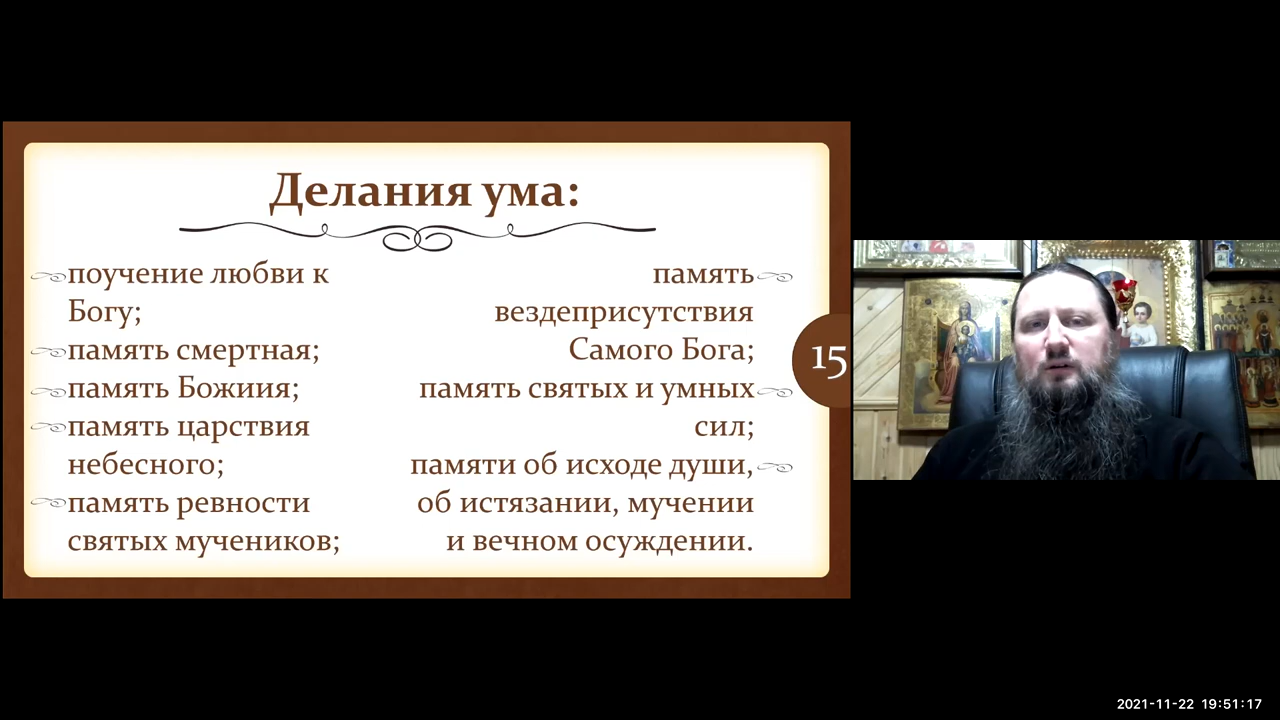 Делания ума:
поучение любви к
Богу;
память смертная;
память Божиия;
память царствия
небесного;
память ревности
святых мучеников;
память
вездеприсутствия
Самого Бога;
память святых и умных
сил;
памяти об исходе души,
об истязании, мучении
и вечном осуждении.
15
2021-11-22 19:51:17